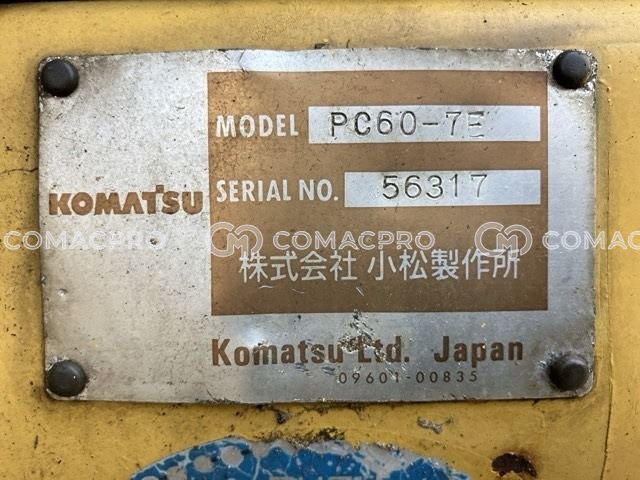 MODEL PC60-7E
KOMATSU
SERIAL NO. 56317
COMACPRO COMACPRO COMACPRO
株式会社 小松製作所
Komatsu Ltd. Japan
09601-00835